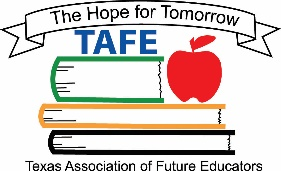 The Hope for Tomorrow
TAFE
Texas Association of Future Educators